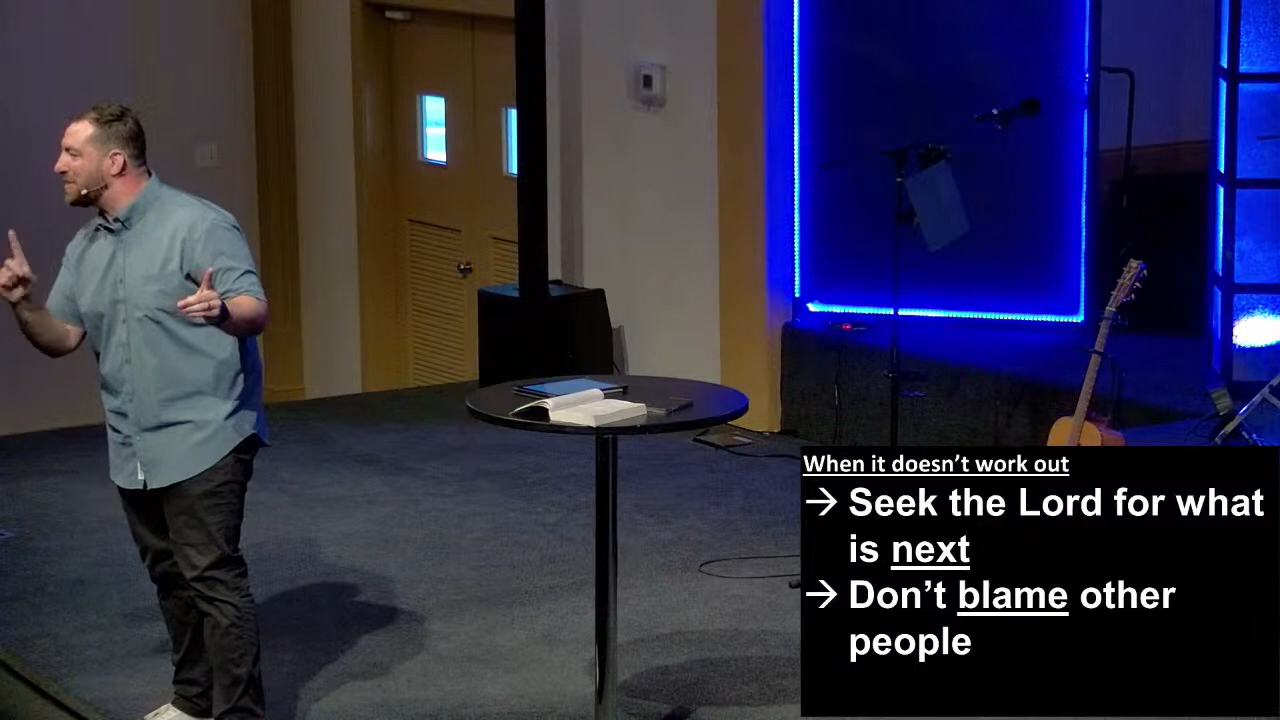 When it doesn’t work out
→ Seek the Lord for what
is next
→ Don’t blame other
people